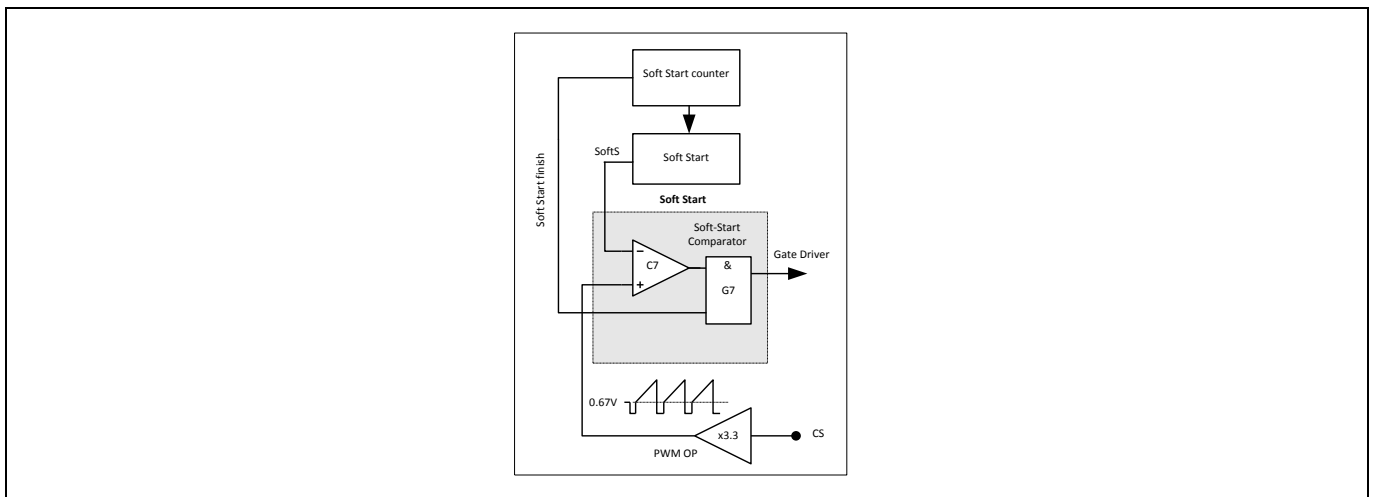 Soft Start counter
Soft Start finish
SoftS
Soft Start
Soft Start
Soft-Start
Comparator
Gate Driver
−
C7
+
&
G7
0.67V
x3.3
CS
PWM OP